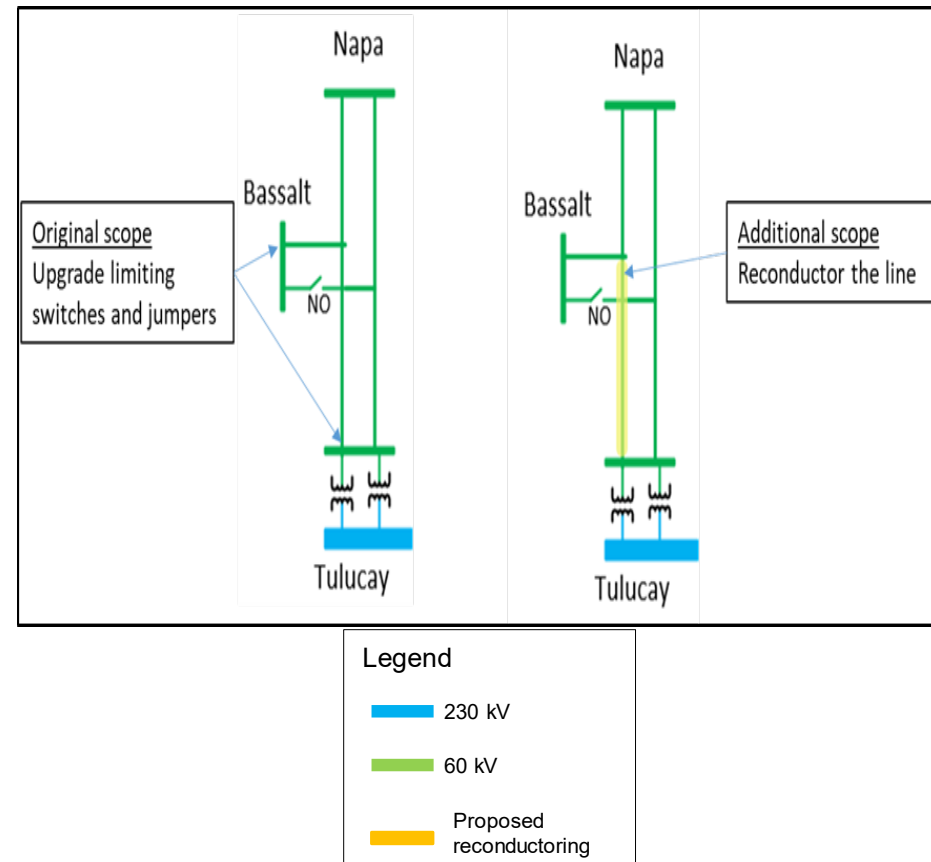 Napa
Bassalt
NO
Original scope
Upgrade limiting
switches and jumpers
Tulucay
Napa
Bassalt
NO
Additional scope
Reconductor the line
Tulucay
Legend
230 kV
60 kV
Proposed
reconductoring